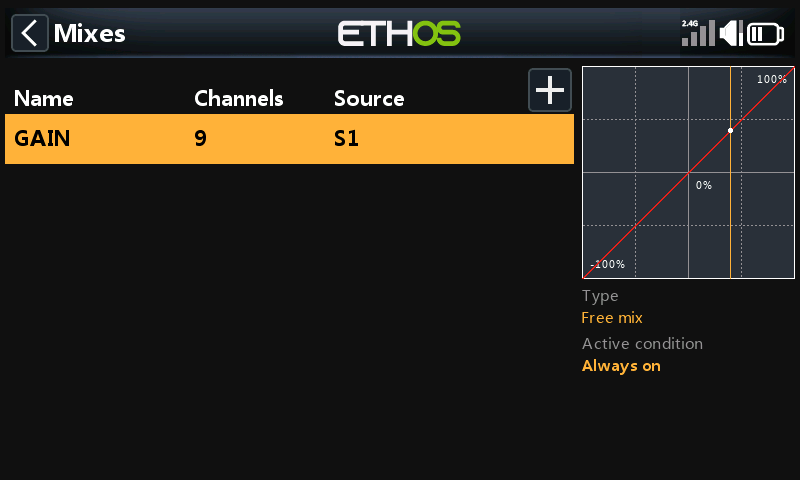 Mixes
ETHOS
2.4G
Name Channels Source
GAIN 9 S1
100%
0%
-100%
Type
Free mix
Active condition
Always on